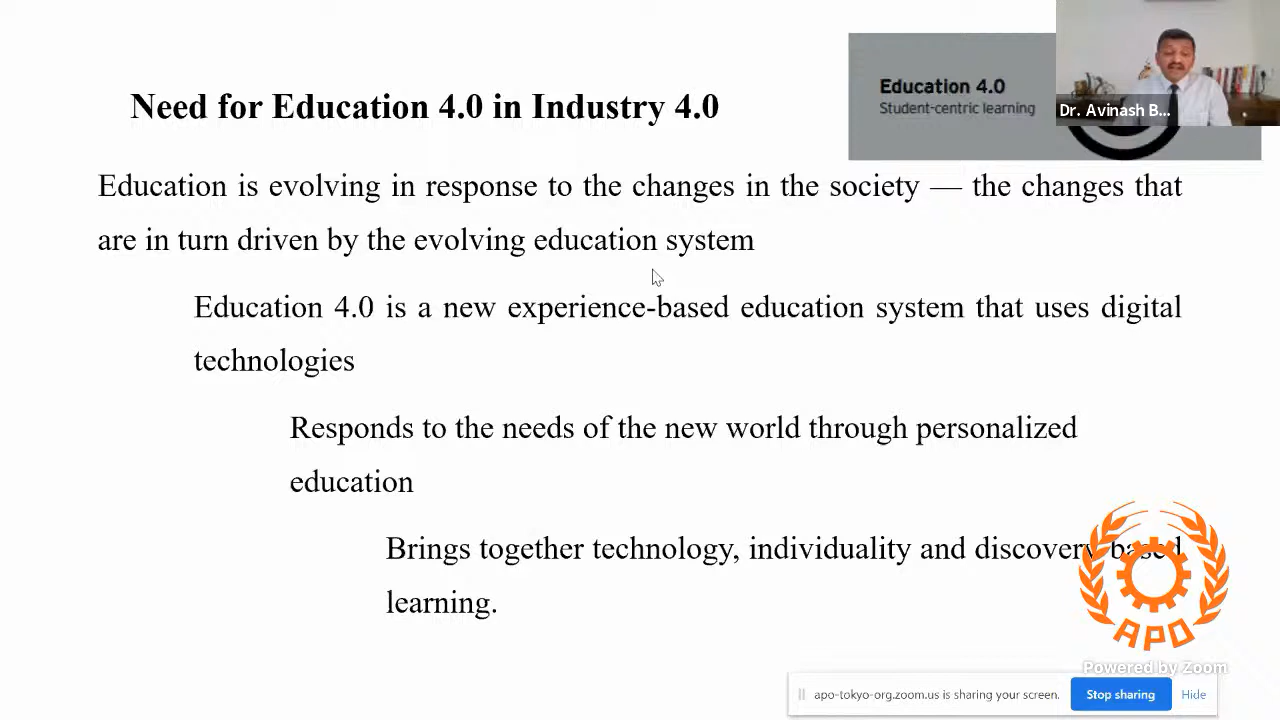 Education 4.0
Student-centric learning
Dr. Avinash B...
Need for Education 4.0 in Industry 4.0
Education is evolving in response to the changes in the society — the changes that
are in turn driven by the evolving education system
Education 4.0 is a new experience-based education system that uses digital
technologies
Responds to the needs of the new world through personalized
education
Brings together technology, individuality and discovery based
learning.
APO
Powered by Zoom
apo-tokyo-org.zoom.us is sharing your screen.
Stop sharing
Hide